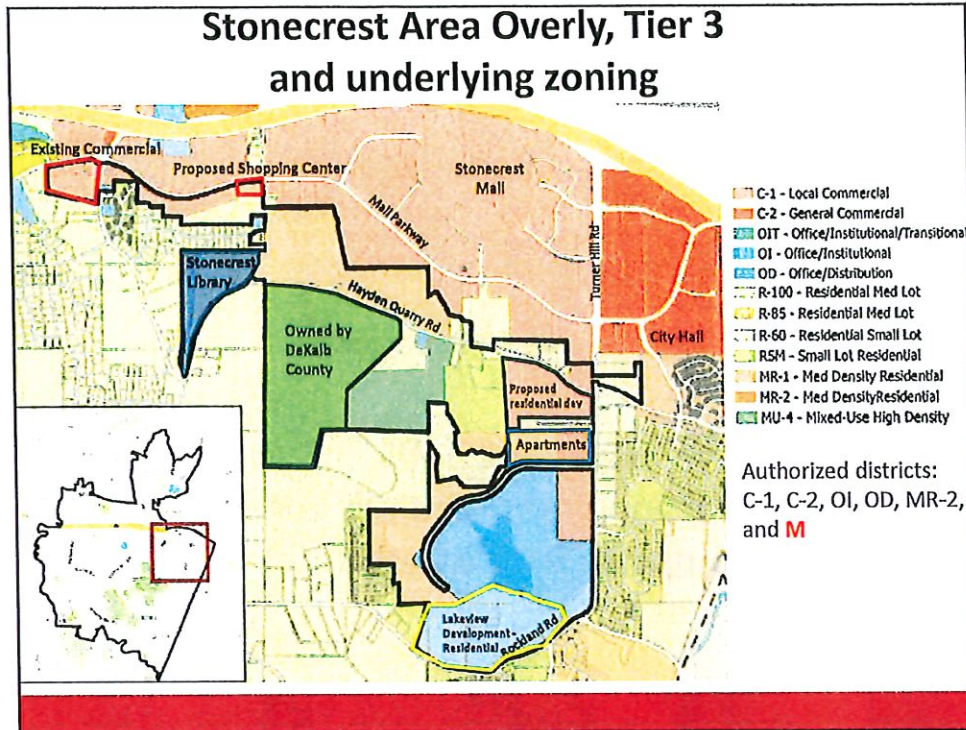 Stonecrest Area Overly, Tier 3
and underlying zoning
Existing Commercial
Proposed Shopping Center
Stonecrest
Mall
Mall Parkway
Turner Hill Rd
Stonecrest
Library
Hayden Quarry Rd
Owned by
DeKalb
County
City Hall
Proposed
residential dev
Apartments
Lakeview
Development -
Residential
Rockland Rd
C-1 - Local Commercial
C-2 - General Commercial
OIT - Office/Institutional/Transitional
OI - Office/Institutional
OD - Office/Distribution
R-100 - Residential Med Lot
R-85 - Residential Med Lot
R-60 - Residential Small Lot
RSM - Small Lot Residential
MR-1 - Med Density Residential
MR-2 - Med DensityResidential
MU-4 - Mixed-Use High Density
Authorized districts:
C-1, C-2, OI, OD, MR-2,
and M